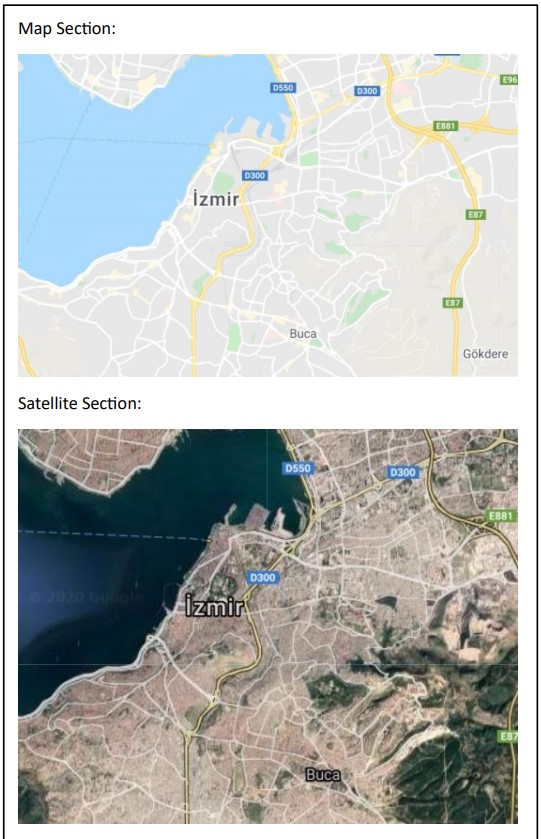 Map Section:
E96
D550
D300
E881
D300
İzmir
E87
E87
Buca
Gökdere
Satellite Section:
D550
D300
E881
D300
© 2020 Google
İzmir
E87
Buca